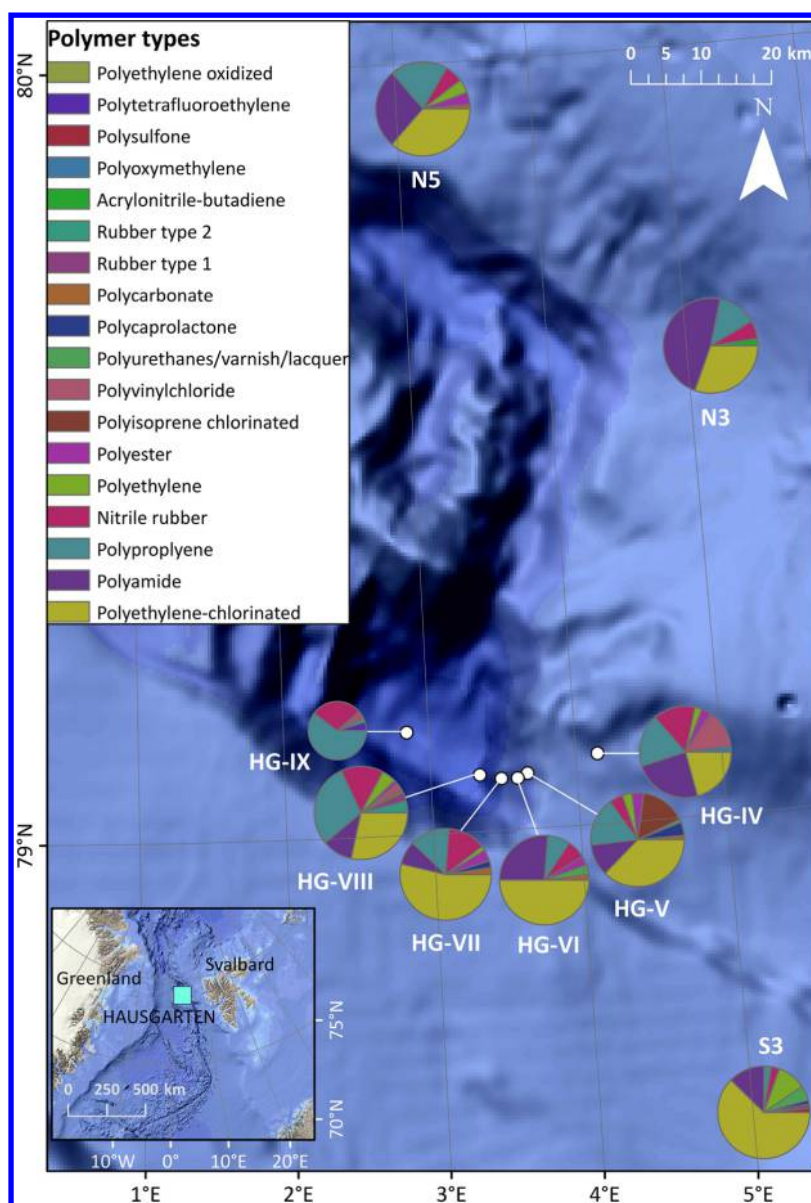 Polymer types
Polyethylene oxidized
Polytetrafluoroethylene
Polysulfone
Polyoxymethylene
Acrylonitrile-butadiene
Rubber type 2
Rubber type 1
Polycarbonate
Polycaprolactone
Polyurethanes/varnish/lacquer
Polyvinylchloride
Polyisoprene chlorinated
Polyester
Polyethylene
Nitrile rubber
Polyproplyene
Polyamide
Polyethylene-chlorinated
0 5 10 20 km
N
80°N
N5
N3
HG-IX
HG-IV
HG-VIII
HG-V
HG-VII
HG-VI
79°N
S3
Greenland
Svalbard
HAUSGARTEN
75°N
0 250 500 km
70°N
10°W 0° 10°E 20°E
1°E 2°E 3°E 4°E 5°E